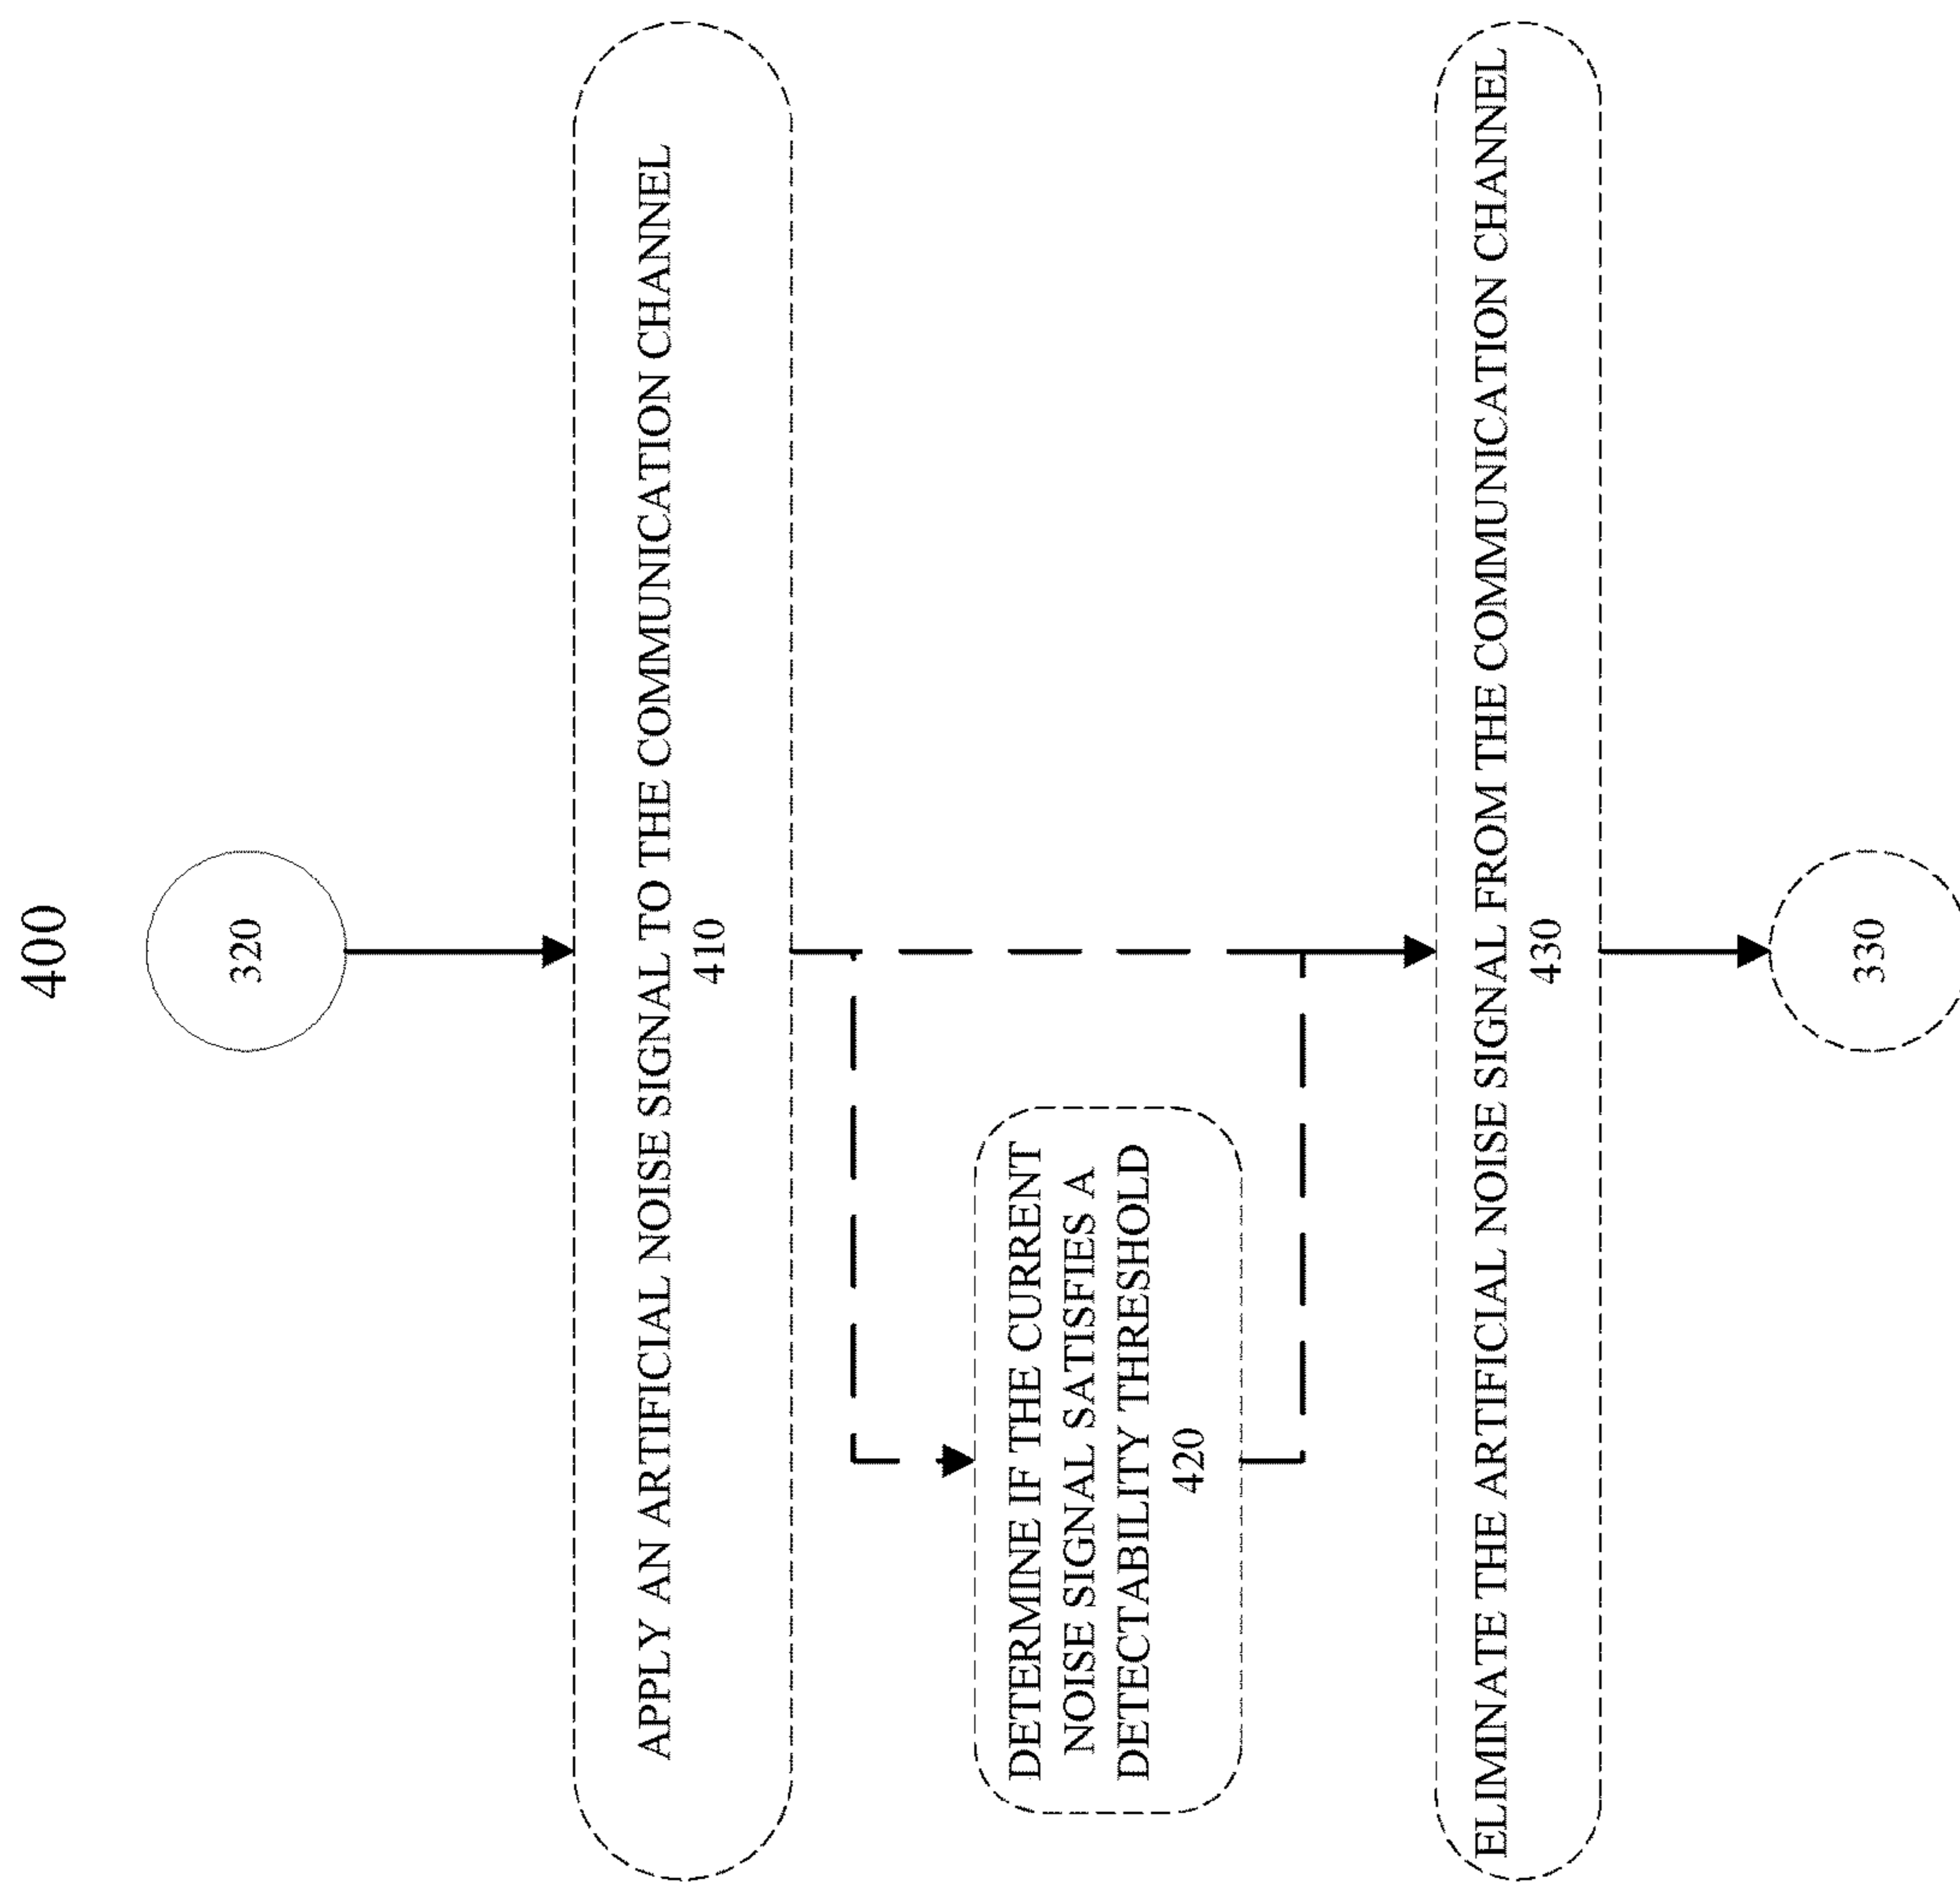 400
320
APPLY AN ARTIFICIAL NOISE SIGNAL TO THE COMMUNICATION CHANNEL
410
DETERMINE IF THE CURRENT
NOISE SIGNAL SATISFIES A
DETECTABILITY THRESHOLD
420
ELIMINATE THE ARTIFICIAL NOISE SIGNAL FROM THE COMMUNICATION CHANNEL
430
330